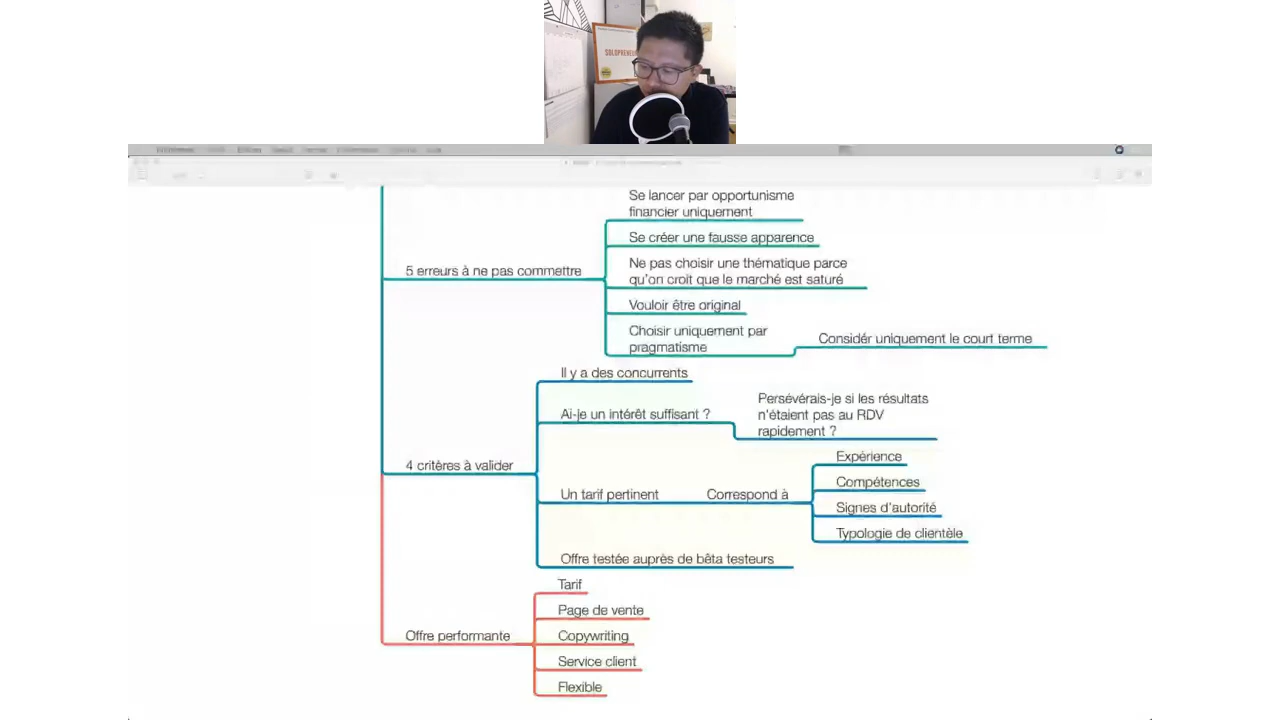 SOLOPRENEUR
Se lancer par opportunisme
financier uniquement
Se créer une fausse apparence
5 erreurs à ne pas commettre
Ne pas choisir une thématique parce
qu'on croit que le marché est saturé
Vouloir être original
Choisir uniquement par
pragmatisme
Considér uniquement le court terme
Il y a des concurrents
Ai-je un intérêt suffisant ?
Persévérais-je si les résultats
n'étaient pas au RDV
rapidement ?
4 critères à valider
Un tarif pertinent
Correspond à
Expérience
Compétences
Signes d'autorité
Typologie de clientèle
Offre testée auprès de bêta testeurs
Offre performante
Tarif
Page de vente
Copywriting
Service client
Flexible